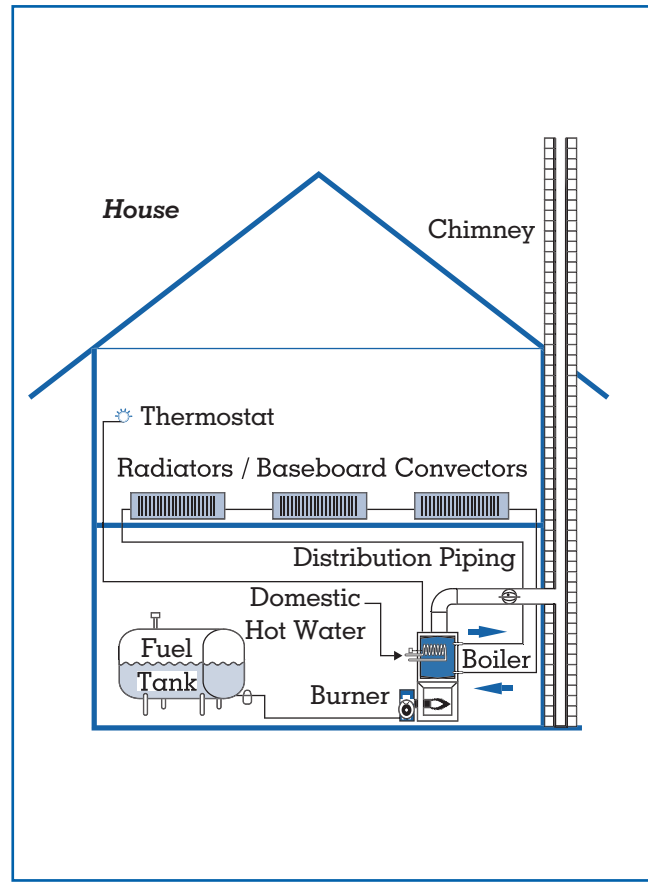 House
Chimney
Thermostat
Radiators / Baseboard Convectors
Distribution Piping
Domestic
Hot Water
Fuel
Tank
Boiler
Burner